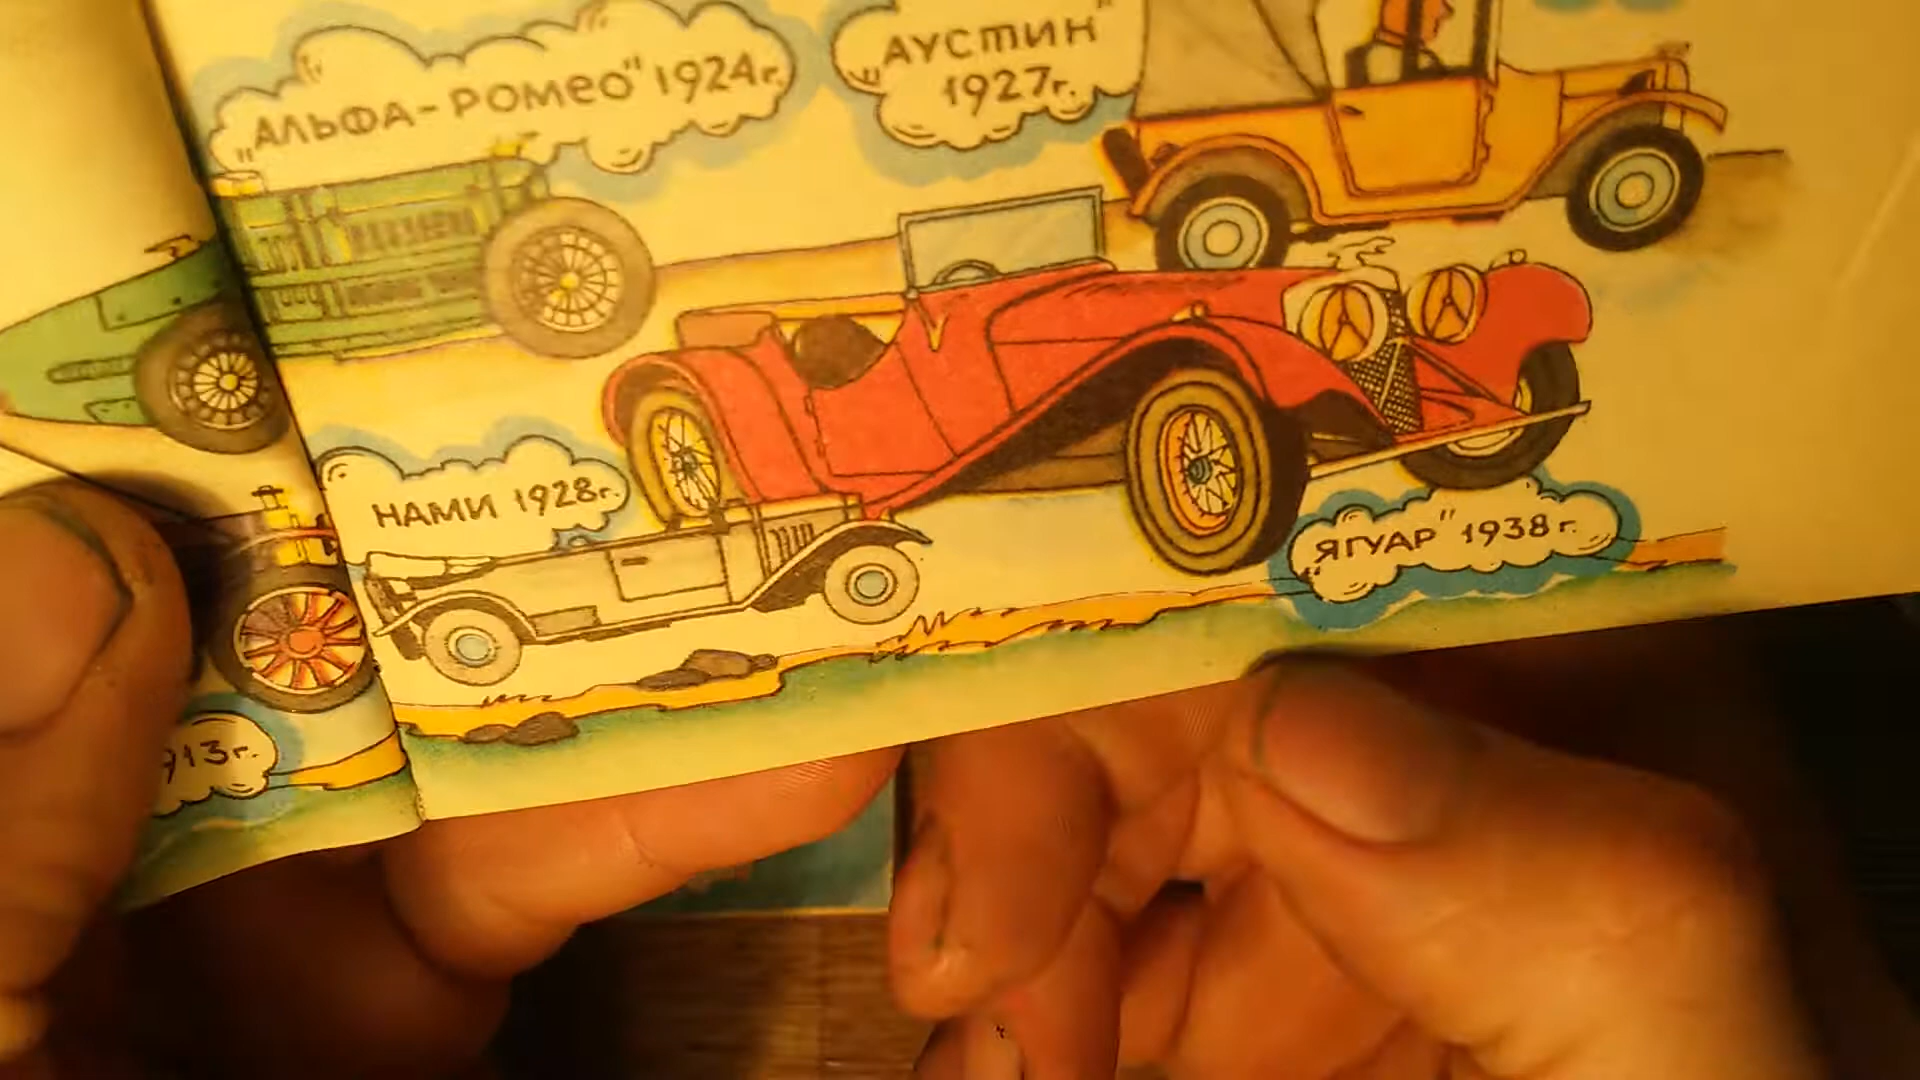 „АЛЬФА-РОМЕО" 1924г.
„АУСТИН"
1927г.
НАМИ 1928г.
„ЯГУАР" 1938г.
913г.